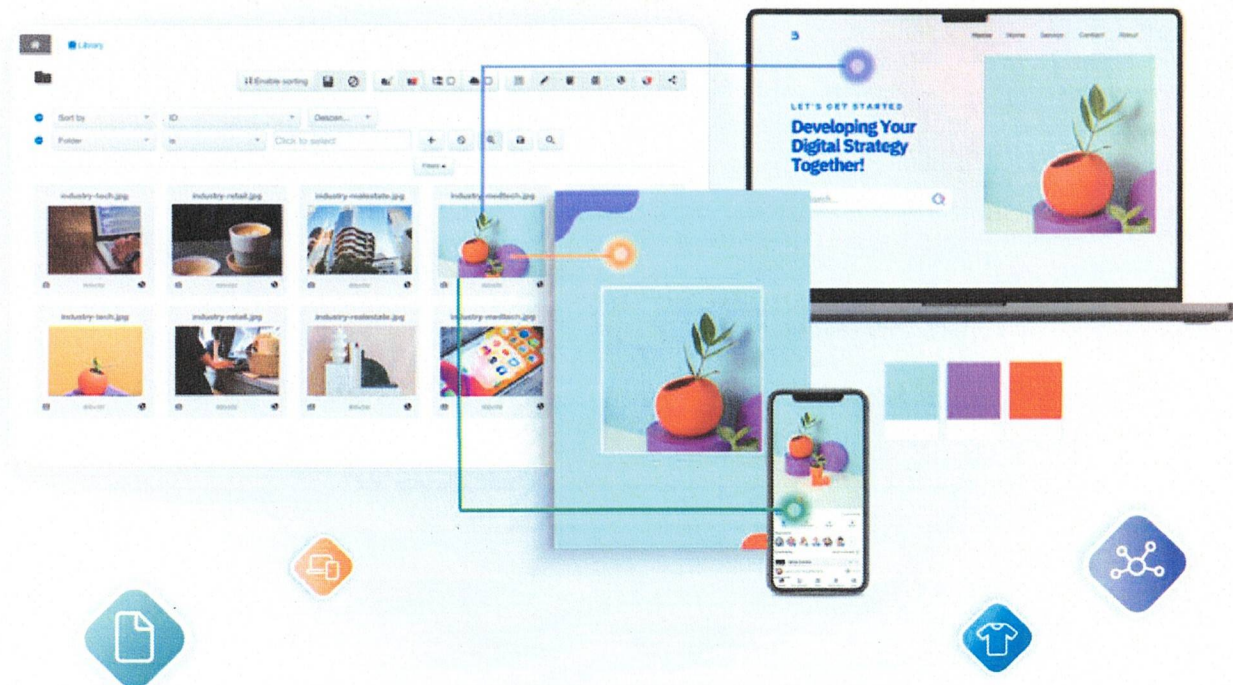 Library
Enable sorting
Sort by
ID
Descen...
Folder
is
Click to select
Filters
industry-tech.jpg
industry-retail.jpg
industry-realestate.jpg
industry-medtech.jpg
industry-tech.jpg
industry-retail.jpg
industry-realestate.jpg
industry-medtech.jpg
Home
Home
Service
Contact
About
LET'S GET STARTED
Developing Your
Digital Strategy
Together!